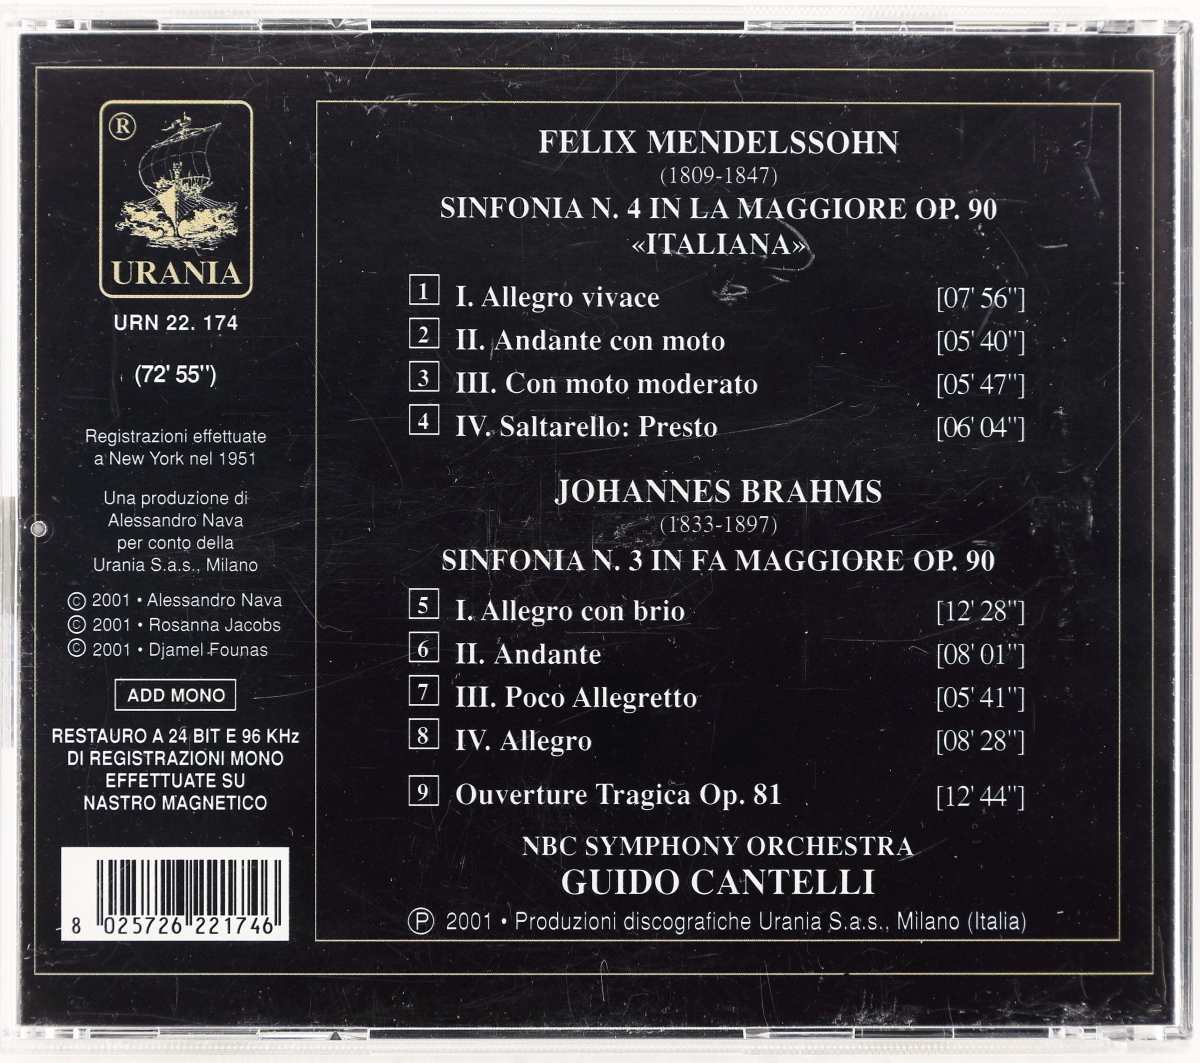 ®
URANIA
URN 22. 174
(72' 55")
Registrazioni effettuate
a New York nel 1951
Una produzione di
Alessandro Nava
per conto della
Urania S.a.s., Milano
© 2001 • Alessandro Nava
© 2001 • Rosanna Jacobs
© 2001 • Djamel Founas
ADD MONO
RESTAURO A 24 BIT E 96 KHz
DI REGISTRAZIONI MONO
EFFETTUATE SU
NASTRO MAGNETICO
8 025726 221746
FELIX MENDELSSOHN
(1809-1847)
SINFONIA N. 4 IN LA MAGGIORE OP. 90
«ITALIANA»
1 I. Allegro vivace [07' 56"]
2 II. Andante con moto [05' 40"]
3 III. Con moto moderato [05' 47"]
4 IV. Saltarello: Presto [06' 04"]
JOHANNES BRAHMS
(1833-1897)
SINFONIA N. 3 IN FA MAGGIORE OP. 90
5 I. Allegro con brio [12' 28"]
6 II. Andante [08' 01"]
7 III. Poco Allegretto [05' 41"]
8 IV. Allegro [08' 28"]
9 Ouverture Tragica Op. 81 [12' 44"]
NBC SYMPHONY ORCHESTRA
GUIDO CANTELLI
℗ 2001 • Produzioni discografiche Urania S.a.s., Milano (Italia)